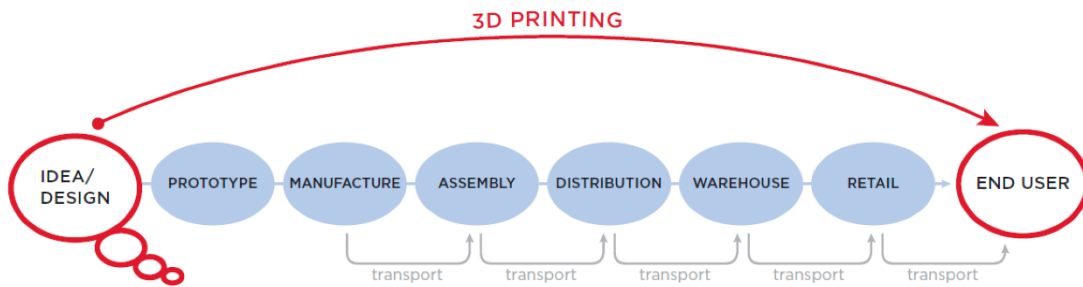 3D PRINTING
IDEA/
DESIGN
PROTOTYPE
MANUFACTURE
ASSEMBLY
DISTRIBUTION
WAREHOUSE
RETAIL
END USER
transport
transport
transport
transport
transport